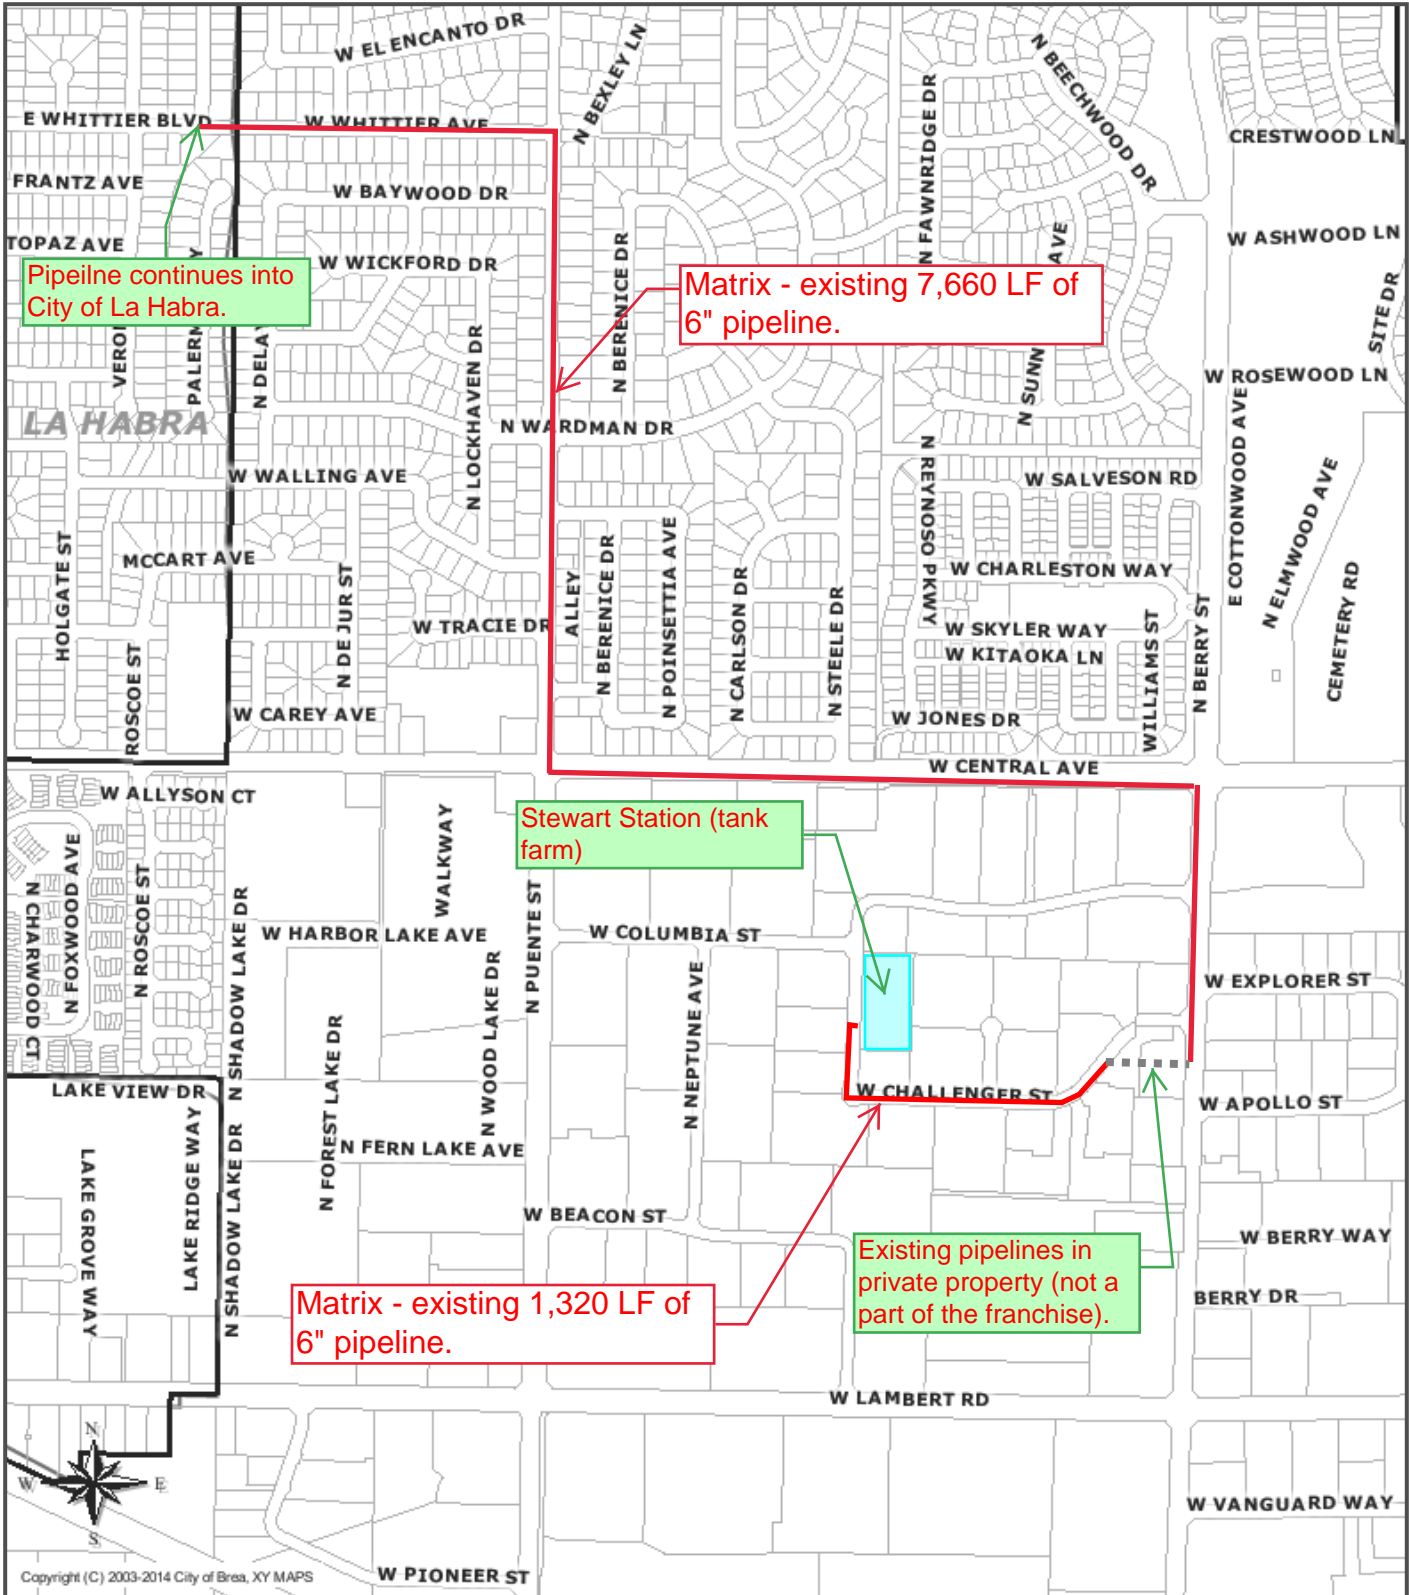 W EL ENCANTO DR
N BEXLEY LN
N BEECHWOOD DR
E WHITTIER BLVD
W WHITTIER AVE
N FAWNRIDGE DR
CRESTWOOD LN
FRANTZ AVE
W BAYWOOD DR
TOPAZ AVE
W WICKFORD DR
N BERENICE DR
AVE
W ASHWOOD LN
Pipeilne continues into
City of La Habra.
Matrix - existing 7,660 LF of
6" pipeline.
SITE DR
VERON
PALERM
Y
N DELAY
N LOCKHAVEN DR
N SUNN
W ROSEWOOD LN
LA HABRA
N WARDMAN DR
E COTTONWOOD AVE
W WALLING AVE
N REYNOSO PKWY
W SALVESON RD
N ELMWOOD AVE
MCCART AVE
HOLGATE ST
N DE JUR ST
ALLEY
N BERENICE DR
N POINSETTIA AVE
N CARLSON DR
N STEELE DR
W CHARLESTON WAY
CEMETERY RD
W TRACIE DR
W SKYLER WAY
W KITAOKA LN
WILLIAMS ST
N BERRY ST
ROSCOE ST
W CAREY AVE
W JONES DR
W CENTRAL AVE
W ALLYSON CT
Stewart Station (tank
farm)
WALKWAY
N CHARWOOD CT
N FOXWOOD AVE
N ROSCOE ST
N SHADOW LAKE DR
W HARBOR LAKE AVE
N PUENTE ST
W COLUMBIA ST
N WOOD LAKE DR
N NEPTUNE AVE
W EXPLORER ST
N FOREST LAKE DR
LAKE VIEW DR
W CHALLENGER ST
W APOLLO ST
N FERN LAKE AVE
LAKE GROVE WAY
LAKE RIDGE WAY
N SHADOW LAKE DR
W BEACON ST
W BERRY WAY
Existing pipelines in
private property (not a
part of the franchise).
Matrix - existing 1,320 LF of
6" pipeline.
BERRY DR
W LAMBERT RD
N
W
E
S
W VANGUARD WAY
Copyright (C) 2003-2014 City of Brea, XY MAPS
W PIONEER ST